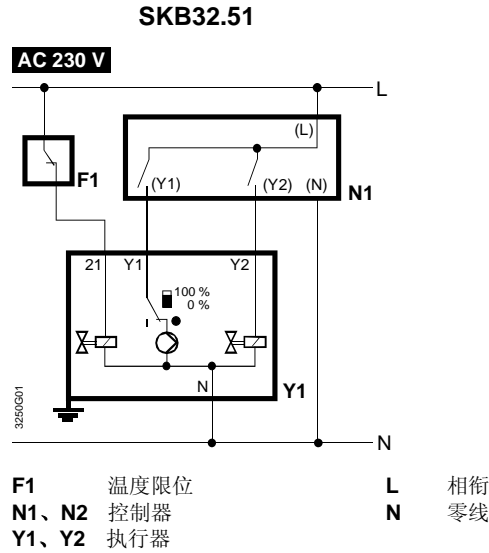 SKB32.51
AC 230 V
L
(L)
F1
(Y1)
(Y2)
(N)
N1
21
Y1
Y2
100 %
0 %
N
Y1
3250G01
N
F1 温度限位 L 相衔
N1、N2 控制器 N 零线
Y1、Y2 执行器